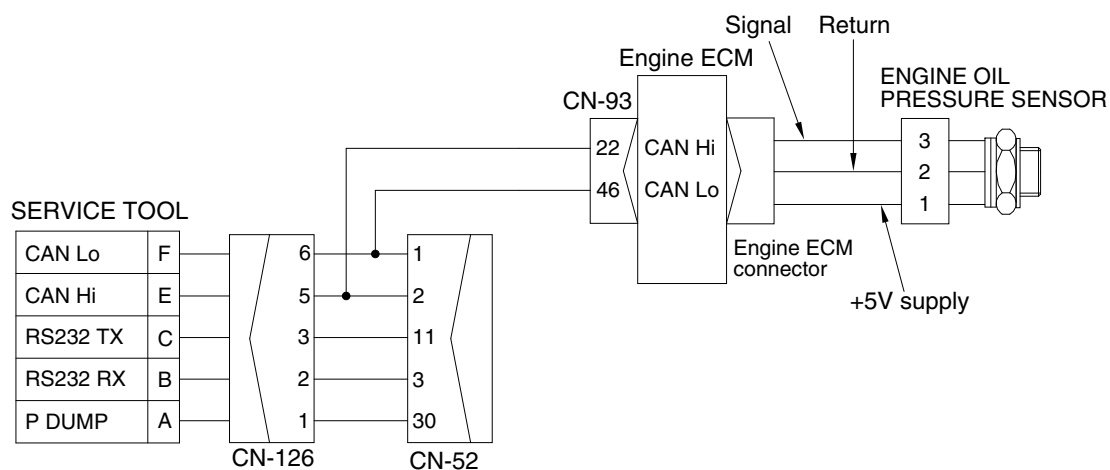 Signal Return
Engine ECM
ENGINE OIL
PRESSURE SENSOR
CN-93
22 CAN Hi
46 CAN Lo
3
2
1
Engine ECM
connector
+5V supply
SERVICE TOOL
CAN Lo F 6 1
CAN Hi E 5 2
RS232 TX C 3 11
RS232 RX B 2 3
P DUMP A 1 30
CN-126 CN-52